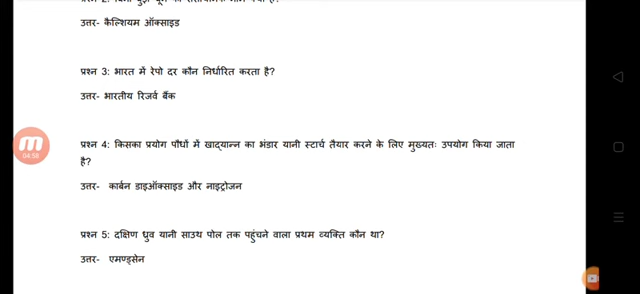 उत्तर- कैल्शियम ऑक्साइड
प्रश्न 3: भारत में रेपो दर कौन निर्धारित करता है?
उत्तर- भारतीय रिजर्व बैंक
प्रश्न 4: किसका प्रयोग पौधों में खाद्यान्न का भंडार यानी स्टार्च तैयार करने के लिए मुख्यतः उपयोग किया जाता
है?
उत्तर- कार्बन डाइऑक्साइड और नाइट्रोजन
प्रश्न 5: दक्षिण ध्रुव यानी साउथ पोल तक पहुंचने वाला प्रथम व्यक्ति कौन था?
उत्तर- एमण्ड्सेन
04:58